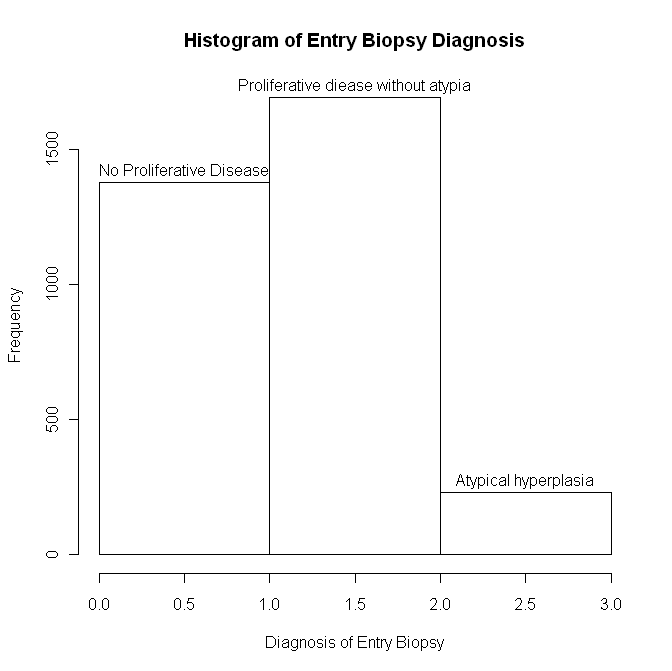 Histogram of Entry Biopsy Diagnosis
Proliferative diease without atypia
No Proliferative Disease
Atypical hyperplasia
Frequency
1500
1000
500
0
0.0 0.5 1.0 1.5 2.0 2.5 3.0
Diagnosis of Entry Biopsy